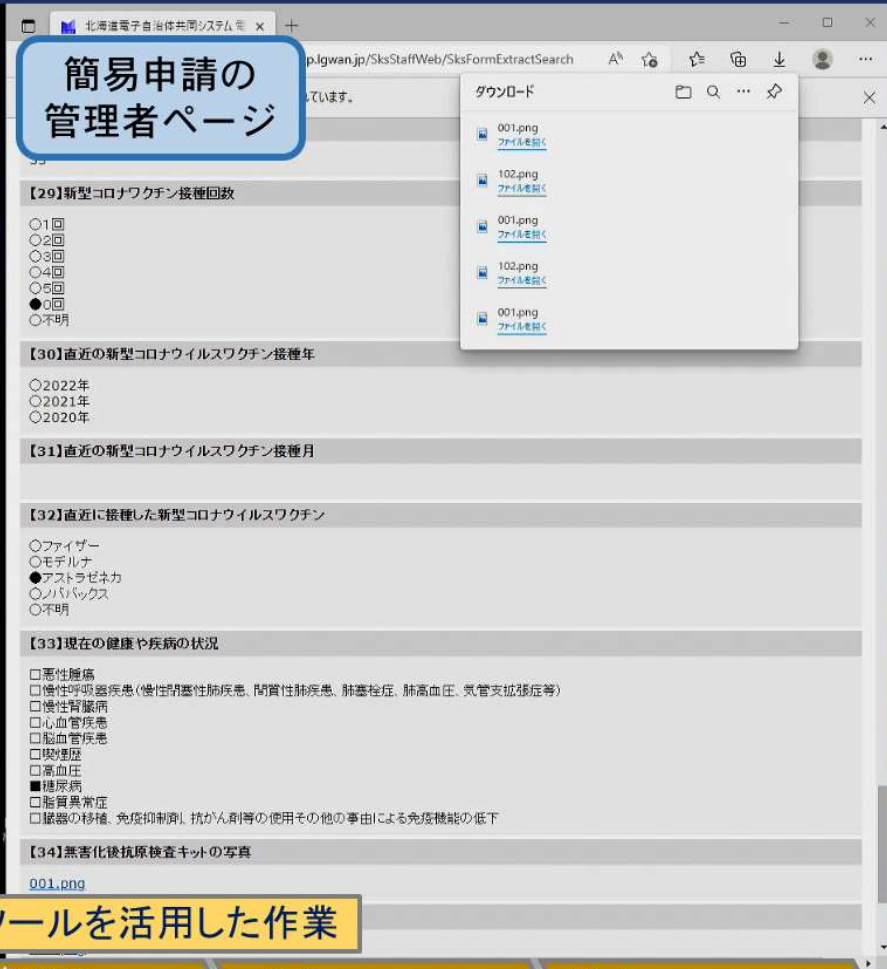 北海道電子自治体共同システム 電
簡易申請の
管理者ページ
p.lgwan.jp/SksStaffWeb/SksFormExtractSearch
れています。
ダウンロード
001.png
ファイルを開く
102.png
ファイルを開く
001.png
ファイルを開く
102.png
ファイルを開く
001.png
ファイルを開く
【29】新型コロナワクチン接種回数
○1回
○2回
○3回
○4回
○5回
●0回
○不明
【30】直近の新型コロナウイルスワクチン接種年
○2022年
○2021年
○2020年
【31】直近の新型コロナウイルスワクチン接種月
【32】直近に接種した新型コロナウイルスワクチン
○ファイザー
○モデルナ
●アストラゼネカ
○ノババックス
○不明
【33】現在の健康や疾病の状況
□悪性腫瘍
□慢性呼吸器疾患(慢性閉塞性肺疾患、間質性肺疾患、肺塞栓症、肺高血圧、気管支拡張症等)
□慢性腎臓病
□心血管疾患
□脳血管疾患
□喫煙歴
□高血圧
■糖尿病
□脂質異常症
□臓器の移植、免疫抑制剤、抗がん剤等の使用その他の事由による免疫機能の低下
【34】無害化後抗原検査キットの写真
001.png
ツールを活用した作業